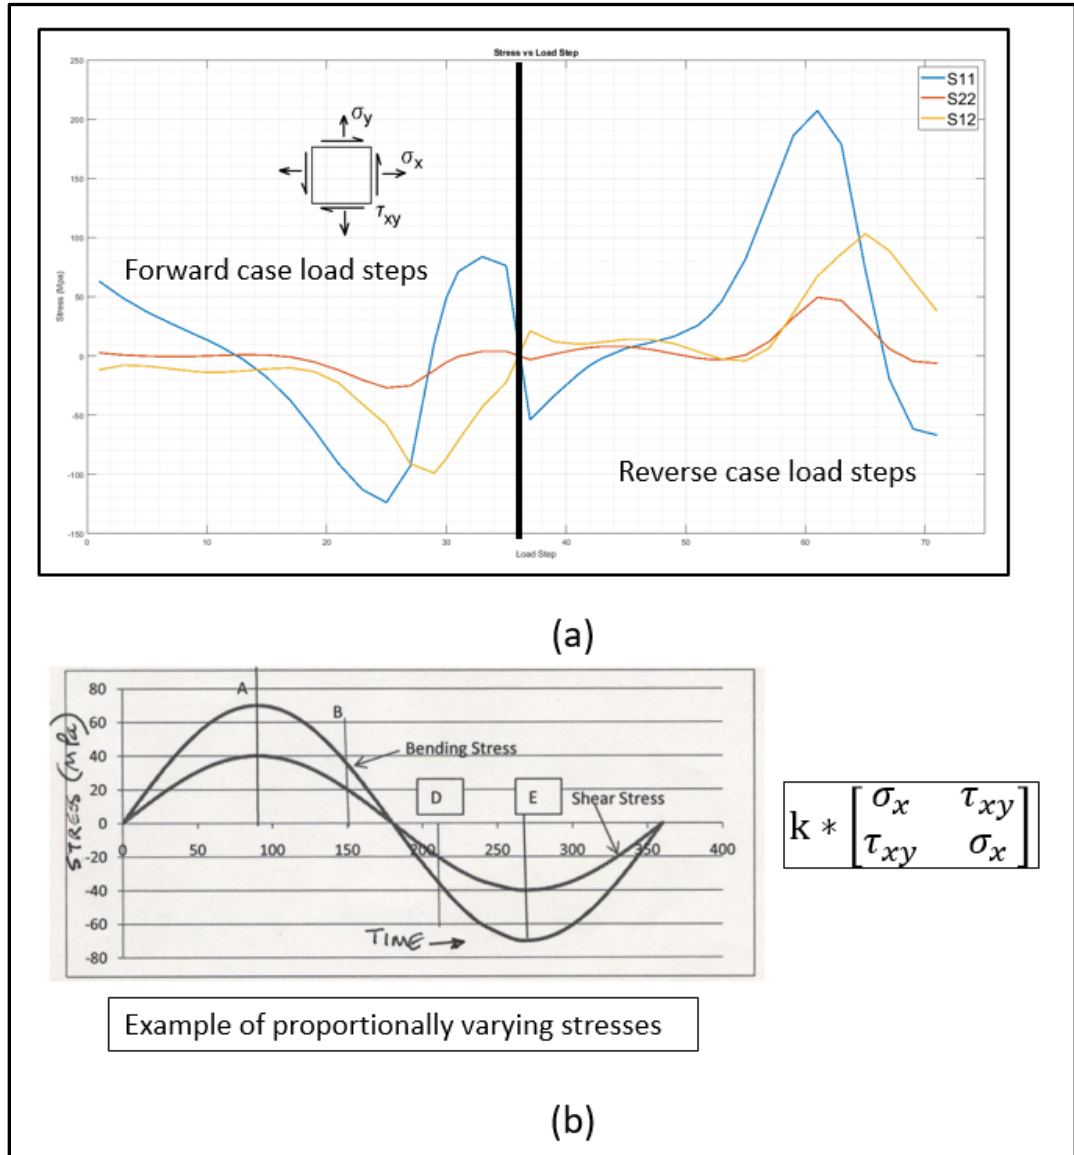 Stress vs Load Step
250
200
150
100
50
0
-50
-100
-150
Stress (Mpa)
S11
S22
S12
σy
σx
τxy
Forward case load steps
Reverse case load steps
0 10 20 30 40 50 60 70
Load Step
(a)
80
60
40
20
0
-20
-40
-60
-80
STRESS (MPa)
A
B
Bending Stress
D
E
Shear Stress
0 50 100 150 200 250 300 350 400
TIME →
k * [σx τxy
τxy σx]
Example of proportionally varying stresses
(b)